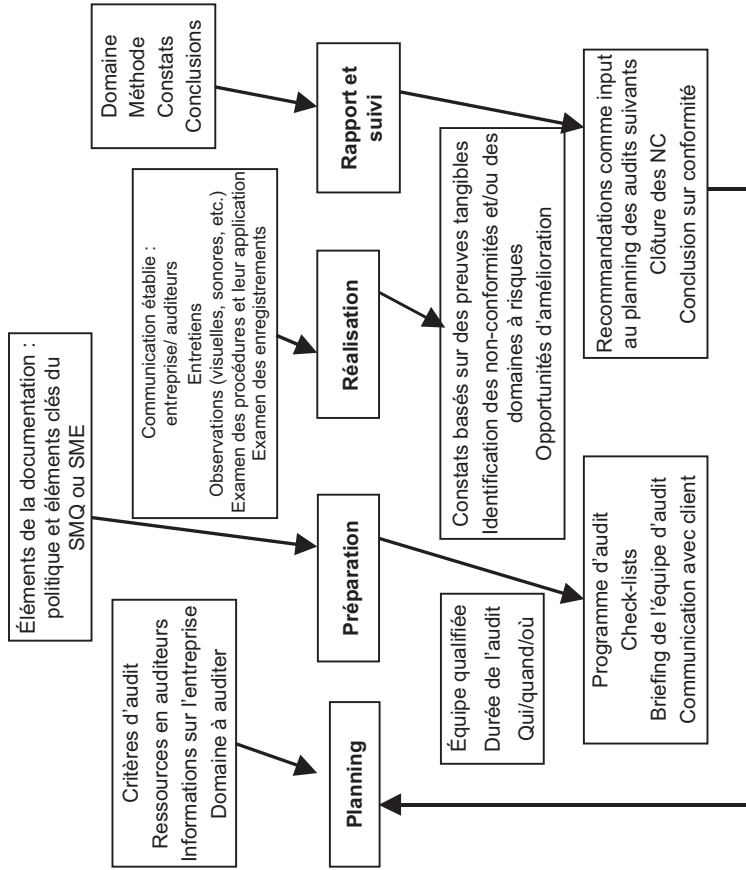 Éléments de la documentation :
politique et éléments clés du
SMQ ou SME
Critères d'audit
Ressources en auditeurs
Informations sur l'entreprise
Domaine à auditer
Communication établie :
entreprise/ auditeurs
Entretiens
Observations (visuelles, sonores, etc.)
Examen des procédures et leur application
Examen des enregistrements
Domaine
Méthode
Constats
Conclusions
Planning
Préparation
Réalisation
Rapport et
suivi
Équipe qualifiée
Durée de l'audit
Qui/quand/où
Programme d'audit
Check-lists
Briefing de l'équipe d'audit
Communication avec client
Constats basés sur des preuves tangibles
Identification des non-conformités et/ou des
domaines à risques
Opportunités d'amélioration
Recommandations comme input
au planning des audits suivants
Clôture des NC
Conclusion sur conformité